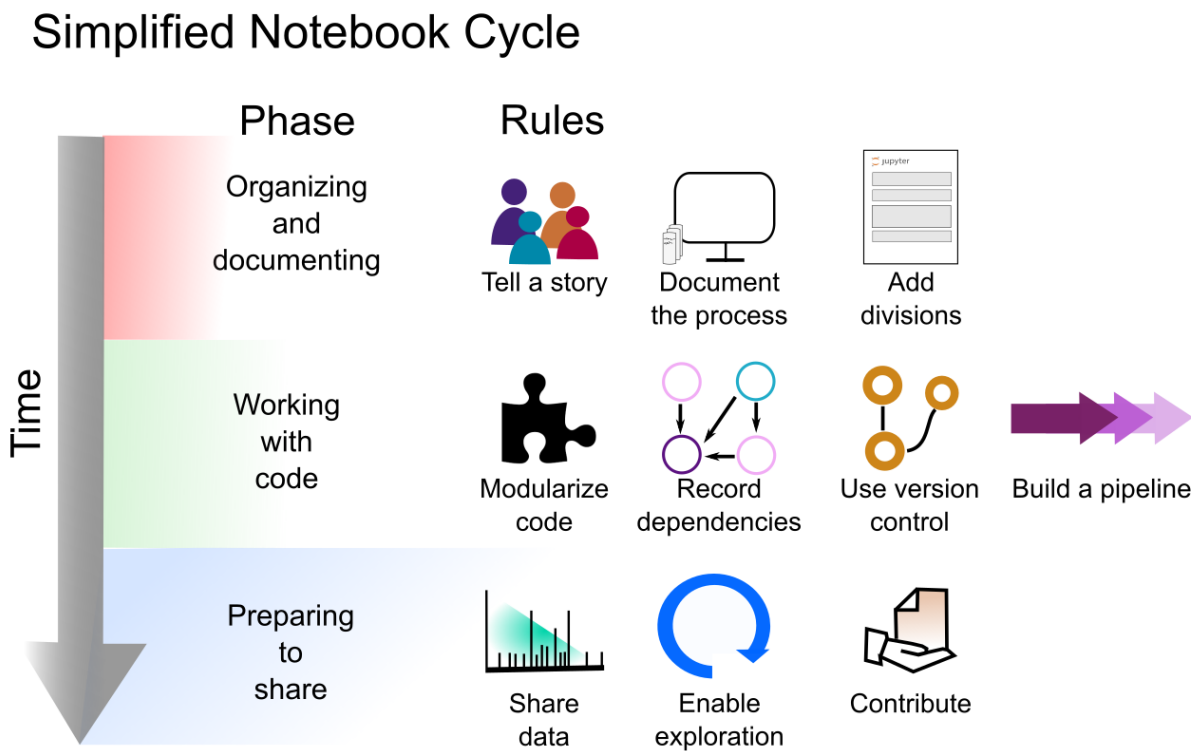 Simplified Notebook Cycle
Phase
Rules
Time
Organizing
and
documenting
jupyter
Tell a story
Document
the process
Add
divisions
Working
with
code
Modularize
code
Record
dependencies
Use version
control
Build a pipeline
Preparing
to
share
Share
data
Enable
exploration
Contribute